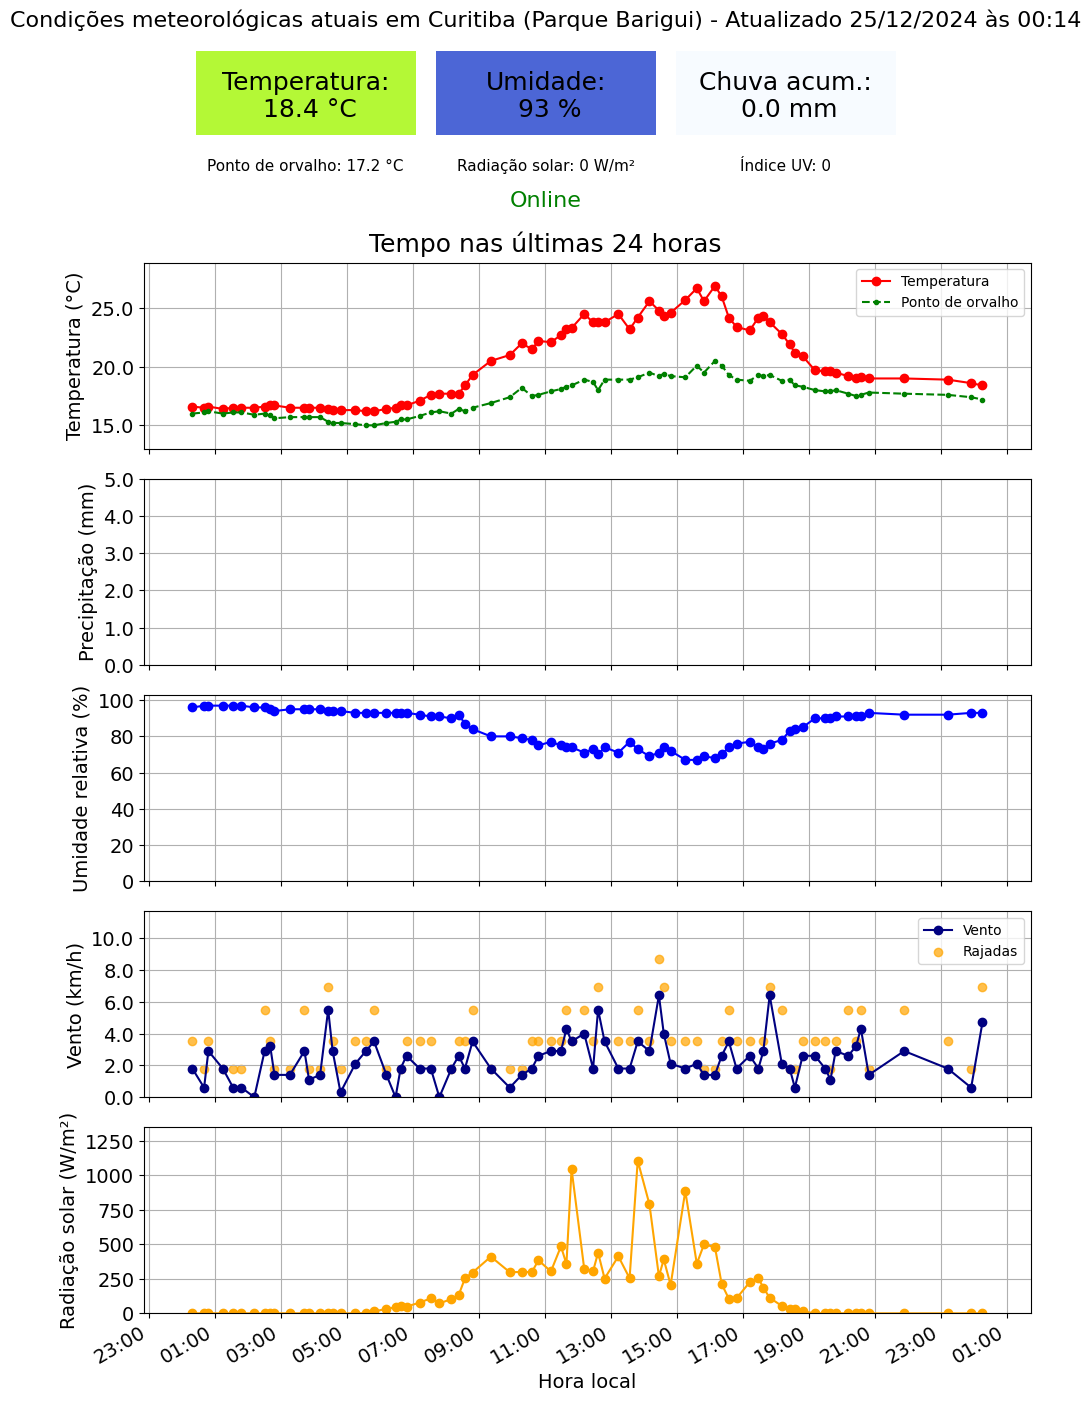 Condições meteorológicas atuais em Curitiba (Parque Barigui) - Atualizado 25/12/2024 às 00:14
Temperatura:
18.4 °C
Umidade:
93 %
Chuva acum.:
0.0 mm
Ponto de orvalho: 17.2 °C
Radiação solar: 0 W/m²
Índice UV: 0
Online
Tempo nas últimas 24 horas
Temperatura (°C)
25.0
20.0
15.0
Temperatura
Ponto de orvalho
Precipitação (mm)
5.0
4.0
3.0
2.0
1.0
0.0
Umidade relativa (%)
100
80
60
40
20
0
Vento (km/h)
10.0
8.0
6.0
4.0
2.0
0.0
Vento
Rajadas
Radiação solar (W/m²)
1250
1000
750
500
250
0
23:00
01:00
03:00
05:00
07:00
09:00
11:00
13:00
15:00
17:00
19:00
21:00
23:00
01:00
Hora local